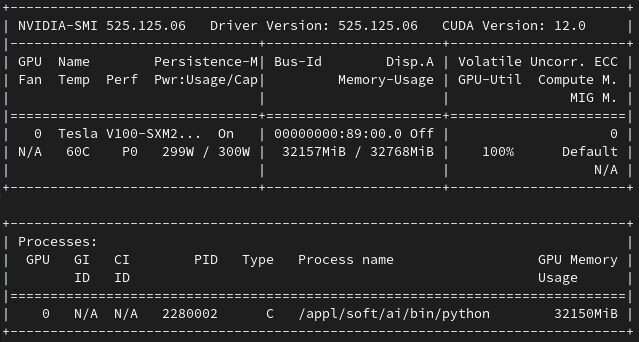 +-----------------------------------------------------------------------------+
| NVIDIA-SMI 525.125.06   Driver Version: 525.125.06   CUDA Version: 12.0     |
|-------------------------------+----------------------+----------------------+
| GPU  Name        Persistence-M| Bus-Id        Disp.A | Volatile Uncorr. ECC |
| Fan  Temp  Perf  Pwr:Usage/Cap|         Memory-Usage | GPU-Util  Compute M. |
|                               |                      |               MIG M. |
|===============================+======================+======================|
|   0  Tesla V100-SXM2...  On   | 00000000:89:00.0 Off |                    0 |
| N/A   60C    P0   299W / 300W |  32157MiB / 32768MiB |    100%      Default |
|                               |                      |                  N/A |
+-------------------------------+----------------------+----------------------+

+-----------------------------------------------------------------------------+
| Processes:                                                                  |
|  GPU   GI   CI        PID   Type   Process name                  GPU Memory |
|        ID   ID                                                   Usage      |
|=============================================================================|
|    0   N/A  N/A   2280002      C   /appl/soft/ai/bin/python        32150MiB |
+-----------------------------------------------------------------------------+